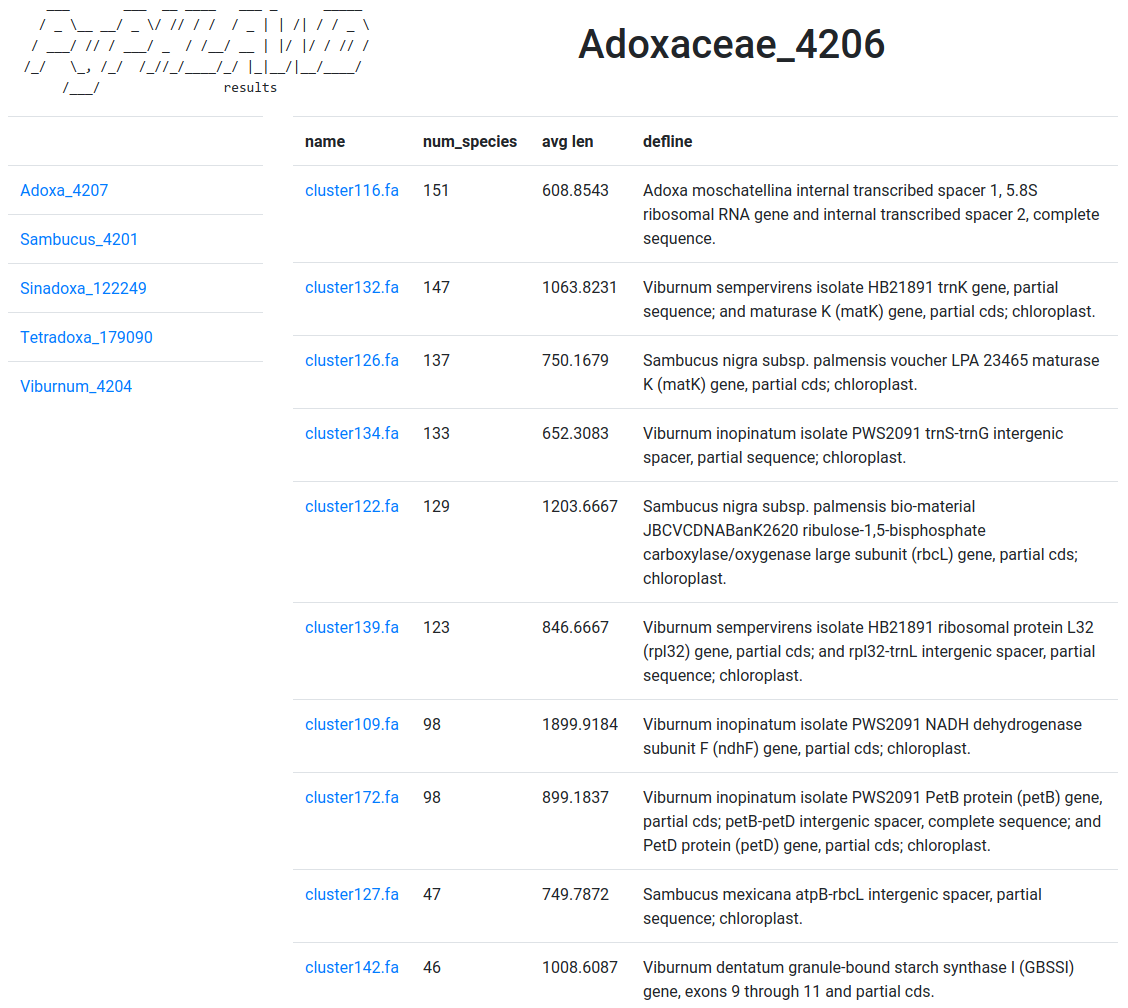 results
Adoxaceae_4206
Adoxa_4207
Sambucus_4201
Sinadoxa_122249
Tetradoxa_179090
Viburnum_4204
name num_species avg len defline
cluster116.fa 151 608.8543 Adoxa moschatellina internal transcribed spacer 1, 5.8S
ribosomal RNA gene and internal transcribed spacer 2, complete
sequence.
cluster132.fa 147 1063.8231 Viburnum sempervirens isolate HB21891 trnK gene, partial
sequence; and maturase K (matK) gene, partial cds; chloroplast.
cluster126.fa 137 750.1679 Sambucus nigra subsp. palmensis voucher LPA 23465 maturase
K (matK) gene, partial cds; chloroplast.
cluster134.fa 133 652.3083 Viburnum inopinatum isolate PWS2091 trnS-trnG intergenic
spacer, partial sequence; chloroplast.
cluster122.fa 129 1203.6667 Sambucus nigra subsp. palmensis bio-material
JBCVCDNABanK2620 ribulose-1,5-bisphosphate
carboxylase/oxygenase large subunit (rbcL) gene, partial cds;
chloroplast.
cluster139.fa 123 846.6667 Viburnum sempervirens isolate HB21891 ribosomal protein L32
(rpl32) gene, partial cds; and rpl32-trnL intergenic spacer, partial
sequence; chloroplast.
cluster109.fa 98 1899.9184 Viburnum inopinatum isolate PWS2091 NADH dehydrogenase
subunit F (ndhF) gene, partial cds; chloroplast.
cluster172.fa 98 899.1837 Viburnum inopinatum isolate PWS2091 PetB protein (petB) gene,
partial cds; petB-petD intergenic spacer, complete sequence; and
PetD protein (petD) gene, partial cds; chloroplast.
cluster127.fa 47 749.7872 Sambucus mexicana atpB-rbcL intergenic spacer, partial
sequence; chloroplast.
cluster142.fa 46 1008.6087 Viburnum dentatum granule-bound starch synthase I (GBSSI)
gene, exons 9 through 11 and partial cds.